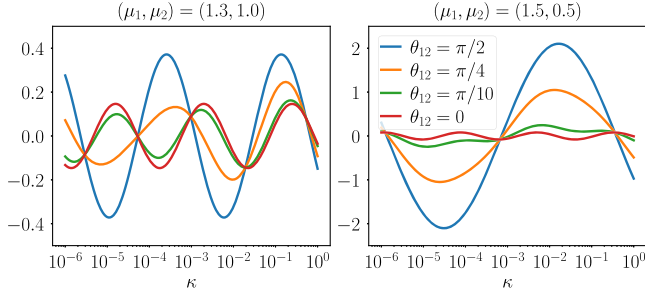 (μ₁, μ₂) = (1.3, 1.0)
0.4
0.2
0.0
−0.2
−0.4
10⁻⁶ 10⁻⁵ 10⁻⁴ 10⁻³ 10⁻² 10⁻¹ 10⁰
κ
(μ₁, μ₂) = (1.5, 0.5)
θ₁₂ = π/2
θ₁₂ = π/4
θ₁₂ = π/10
θ₁₂ = 0
2
1
0
−1
−2
10⁻⁶ 10⁻⁵ 10⁻⁴ 10⁻³ 10⁻² 10⁻¹ 10⁰
κ